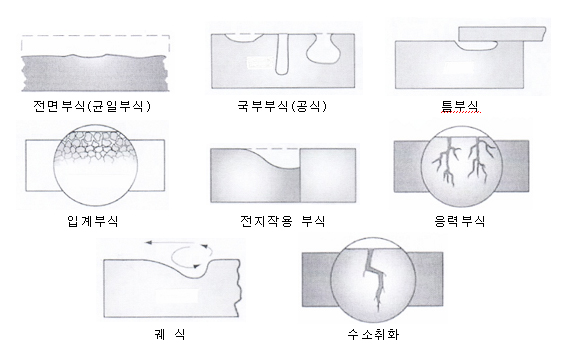 전면부식(균일부식)
국부부식(공식)
틈부식
입계부식
전지작용 부식
응력부식
궤 식
수소취화